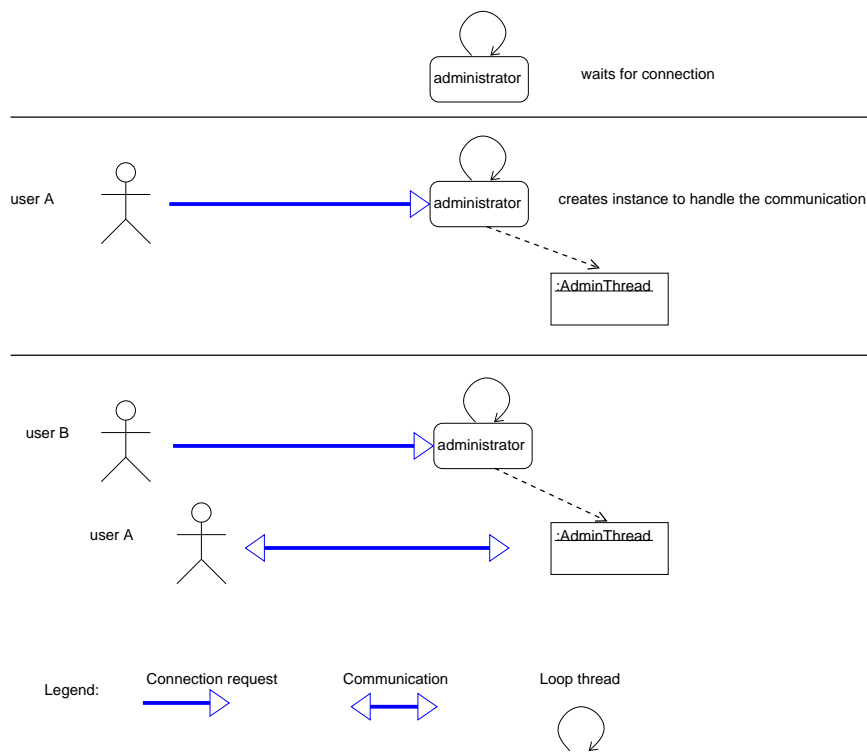 administrator
waits for connection
user A
administrator
creates instance to handle the communication
:AdminThread
user B
administrator
user A
:AdminThread
Legend:
Connection request
Communication
Loop thread